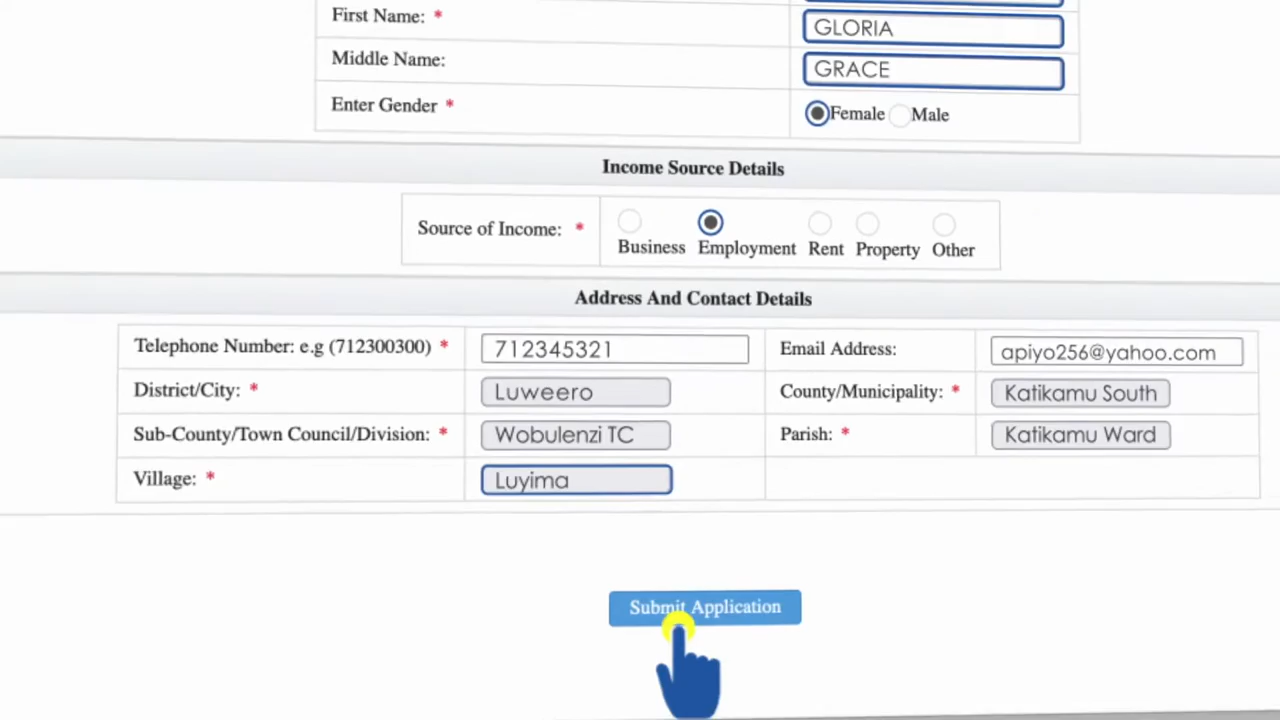 First Name: * GLORIA
Middle Name: GRACE
Enter Gender * Female Male
Income Source Details
Source of Income: * Business Employment Rent Property Other
Address And Contact Details
Telephone Number: e.g (712300300) * 712345321 Email Address: apiyo256@yahoo.com
District/City: * Luweero County/Municipality: * Katikamu South
Sub-County/Town Council/Division: * Wobulenzi TC Parish: * Katikamu Ward
Village: * Luyima
Submit Application